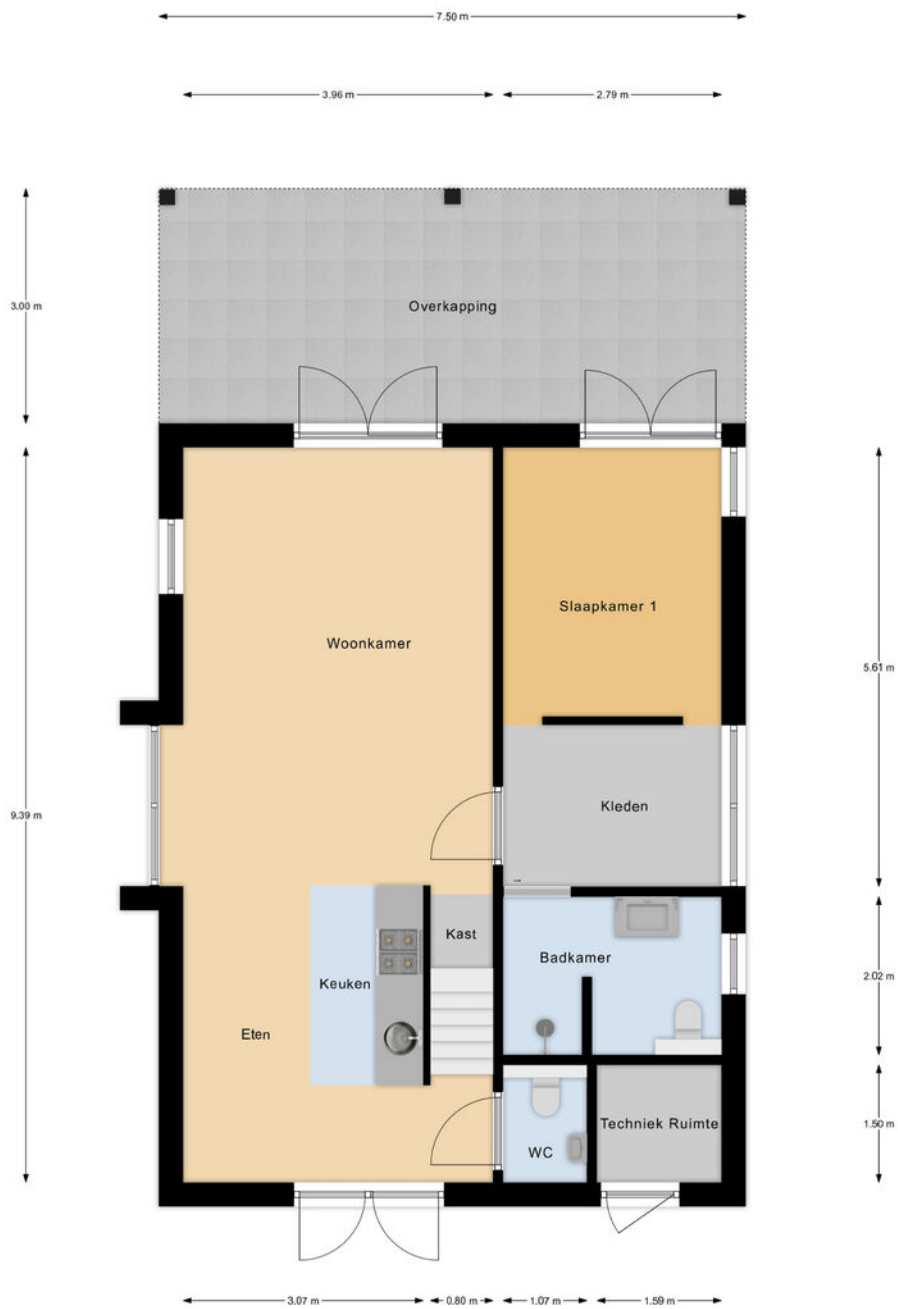 7.50 m
3.96 m
2.79 m
3.00 m
Overkapping
Slaapkamer 1
Woonkamer
5.61 m
Kleden
9.39 m
Kast
Badkamer
Keuken
2.02 m
Eten
Techniek Ruimte
1.50 m
WC
3.07 m
0.80 m
1.07 m
1.59 m